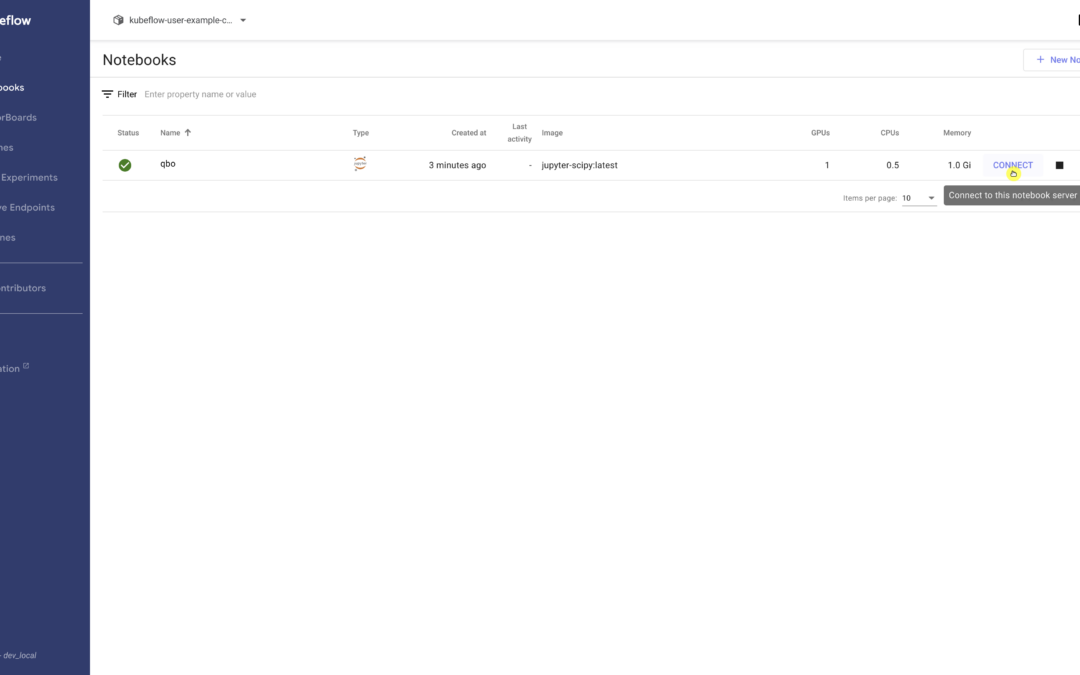 eflow
kubeflow-user-example-c...
Notebooks
New No
ooks
Filter Enter property name or value
rBoards
Status Name Type Created at Last activity Image GPUs CPUs Memory
nes
qbo jupyter 3 minutes ago - jupyter-scipy:latest 1 0.5 1.0 Gi CONNECT
Experiments
Items per page: 10 Connect to this notebook server
e Endpoints
nes
ntributors
ation
dev_local